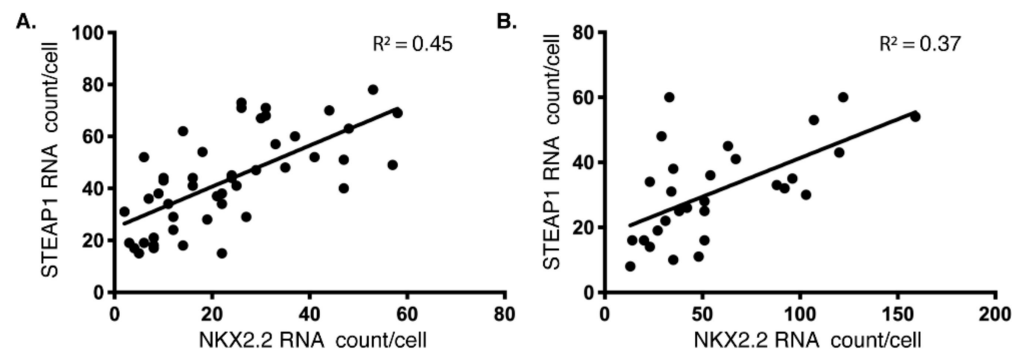 A.
R² = 0.45
STEAP1 RNA count/cell
100
80
60
40
20
0
0 20 40 60 80
NKX2.2 RNA count/cell
B.
R² = 0.37
STEAP1 RNA count/cell
80
60
40
20
0
0 50 100 150 200
NKX2.2 RNA count/cell